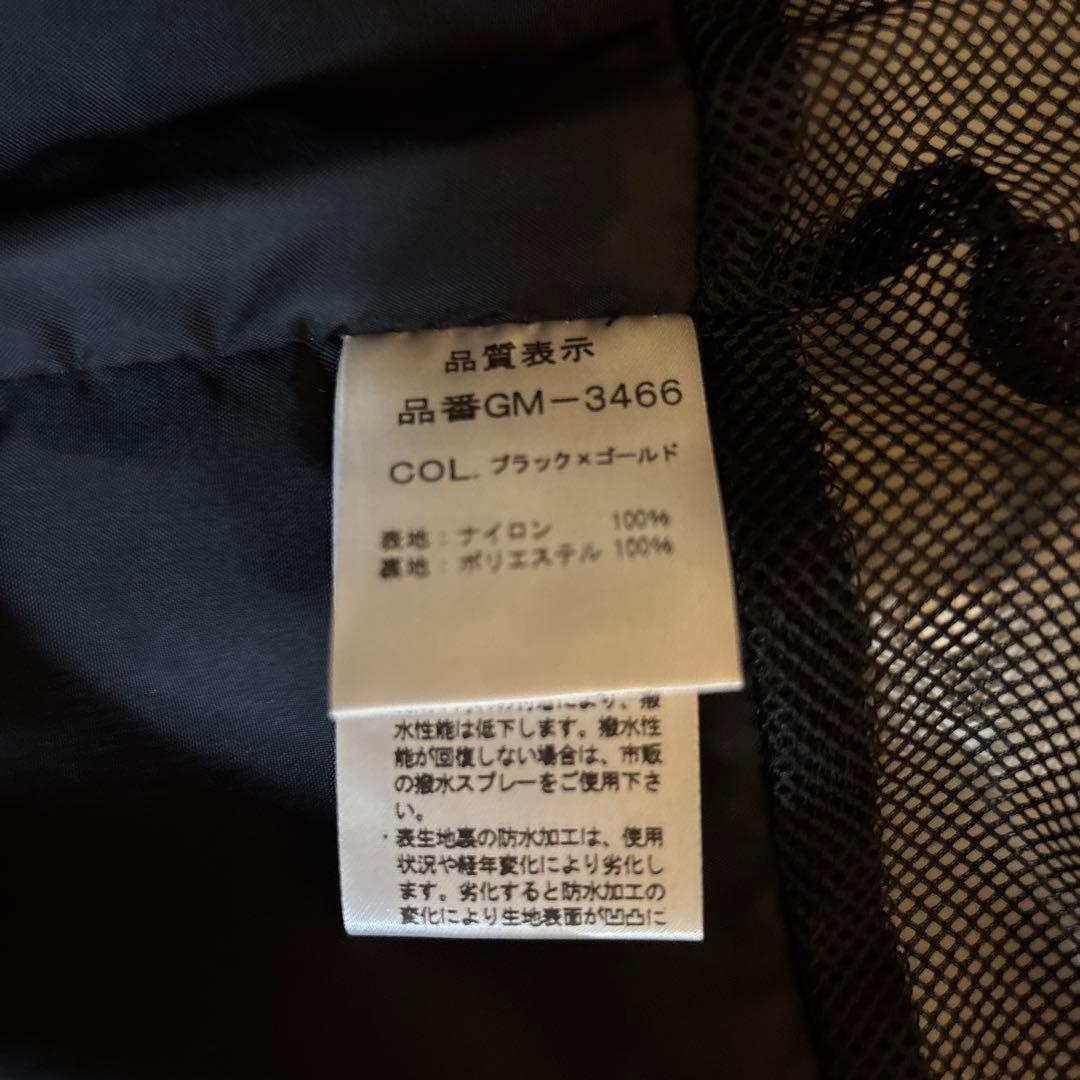 品質表示
品番GM-3466
COL. ブラック×ゴールド
表地:ナイロン 100%
裏地:ポリエステル 100%
により、撥
水性能は低下します。撥水性
能が回復しない場合は、市販
の撥水スプレーをご使用下さ
い。
・表生地裏の防水加工は、使用
状況や経年変化により劣化し
ます。劣化すると防水加工の
変化により生地表面が凹凸に